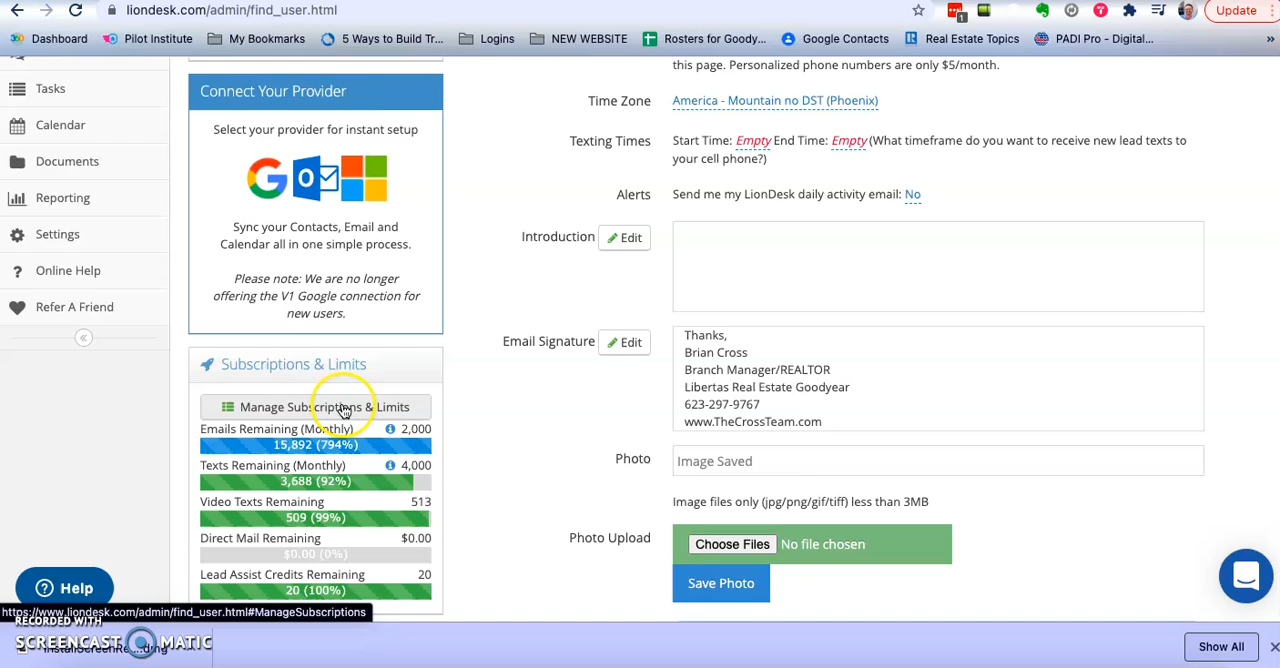 liondesk.com/admin/find_user.html
1
Update
Dashboard
Pilot Institute
My Bookmarks
5 Ways to Build Tr...
Logins
NEW WEBSITE
Rosters for Goody...
Google Contacts
Real Estate Topics
PADI Pro - Digital...
»
Tasks
Calendar
Documents
Reporting
Settings
? Online Help
Refer A Friend
«
Connect Your Provider
Select your provider for instant setup
Sync your Contacts, Email and
Calendar all in one simple process.
Please note: We are no longer
offering the V1 Google connection for
new users.
Subscriptions & Limits
Manage Subscriptions & Limits
Emails Remaining (Monthly) 2,000
15,892 (794%)
Texts Remaining (Monthly) 4,000
3,688 (92%)
Video Texts Remaining 513
509 (99%)
Direct Mail Remaining $0.00
$0.00 (0%)
Lead Assist Credits Remaining 20
20 (100%)
this page. Personalized phone numbers are only $5/month.
Time Zone America - Mountain no DST (Phoenix)
Texting Times Start Time: Empty End Time: Empty (What timeframe do you want to receive new lead texts to
your cell phone?)
Alerts Send me my LionDesk daily activity email: No
Introduction Edit
Email Signature Edit
Thanks,
Brian Cross
Branch Manager/REALTOR
Libertas Real Estate Goodyear
623-297-9767
www.TheCrossTeam.com
Photo Image Saved
Image files only (jpg/png/gif/tiff) less than 3MB
Photo Upload Choose Files No file chosen
Save Photo
? Help
https://www.liondesk.com/admin/find_user.html#ManageSubscriptions
RECORDED WITH
SCREENCAST MATIC
Show All